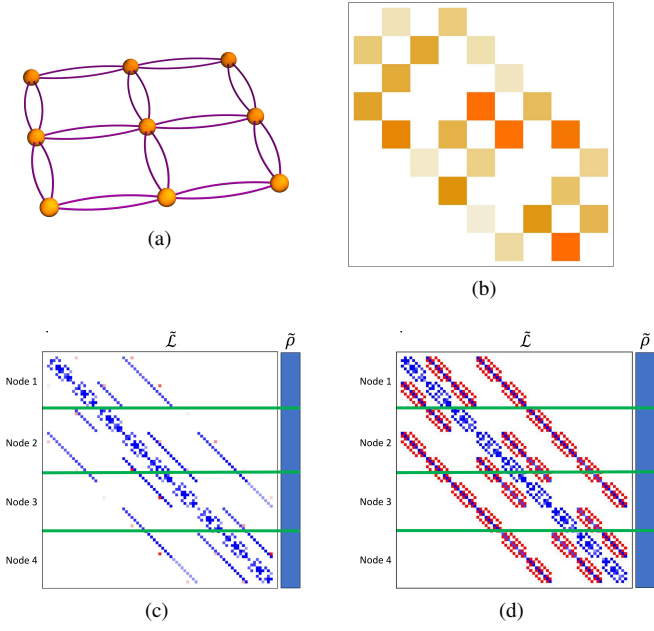 (a)
(b)
ℒ̃ ρ̃
Node 1
Node 2
Node 3
Node 4
(c)
ℒ̃ ρ̃
Node 1
Node 2
Node 3
Node 4
(d)